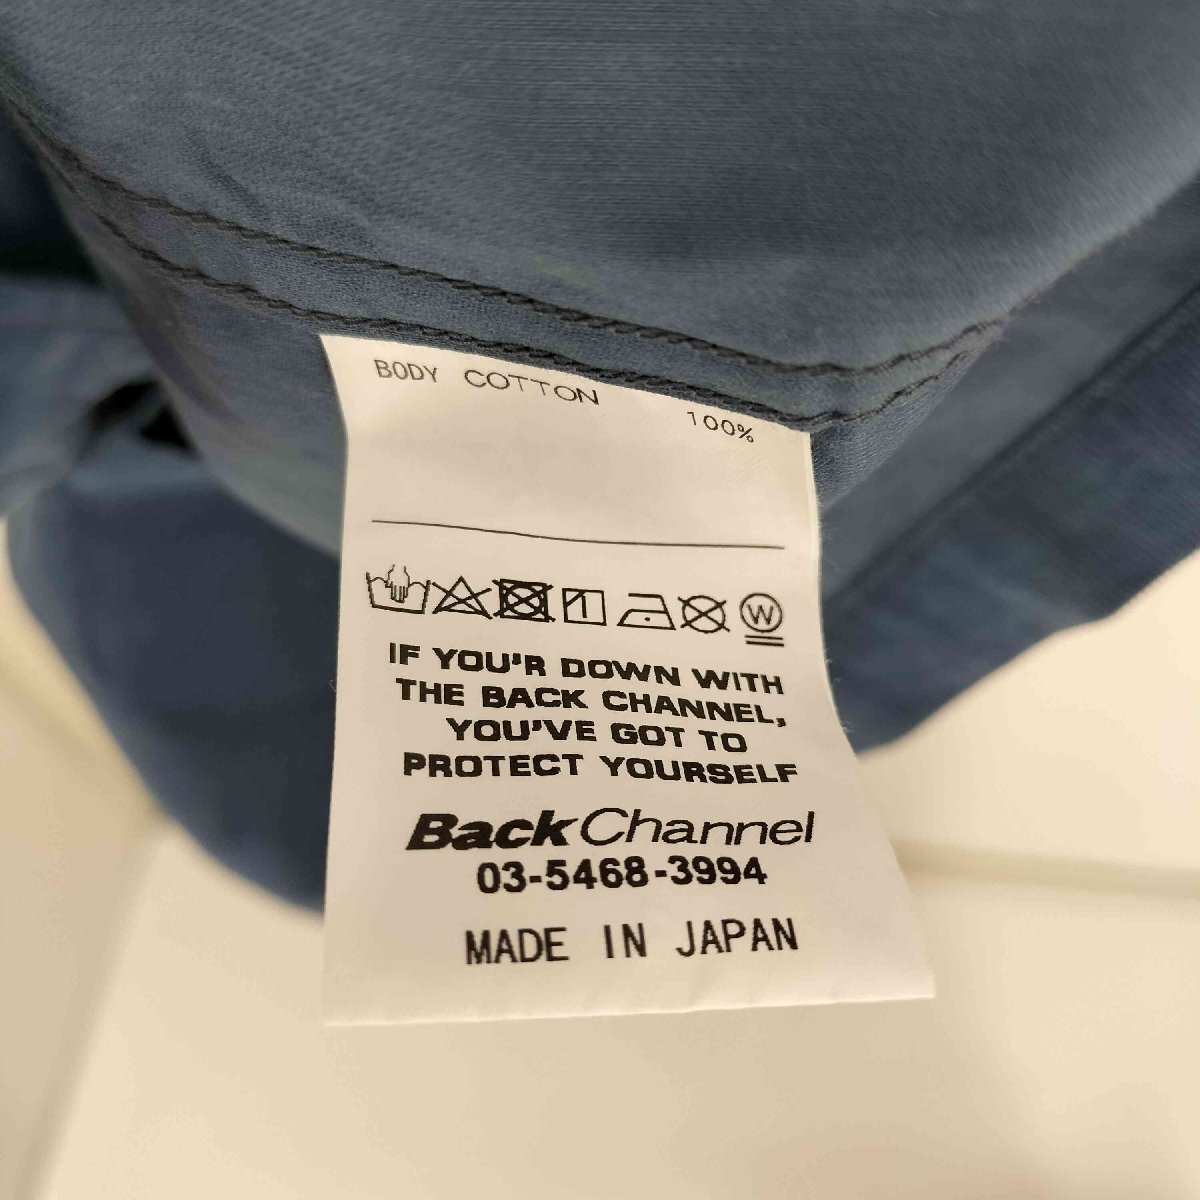 BODY COTTON 100%
W
IF YOU'R DOWN WITH
THE BACK CHANNEL,
YOU'VE GOT TO
PROTECT YOURSELF
BackChannel
03-5468-3994
MADE IN JAPAN